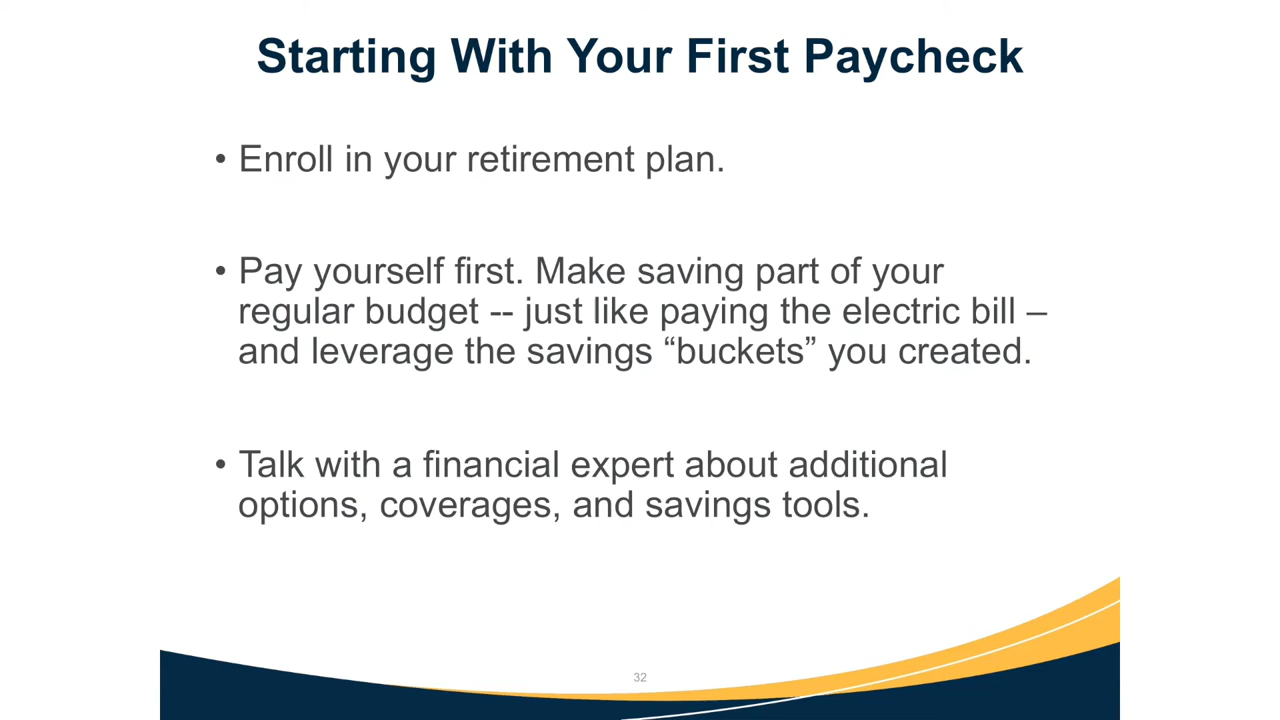 Starting With Your First Paycheck
• Enroll in your retirement plan.
• Pay yourself first. Make saving part of your
regular budget -- just like paying the electric bill –
and leverage the savings “buckets” you created.
• Talk with a financial expert about additional
options, coverages, and savings tools.
32